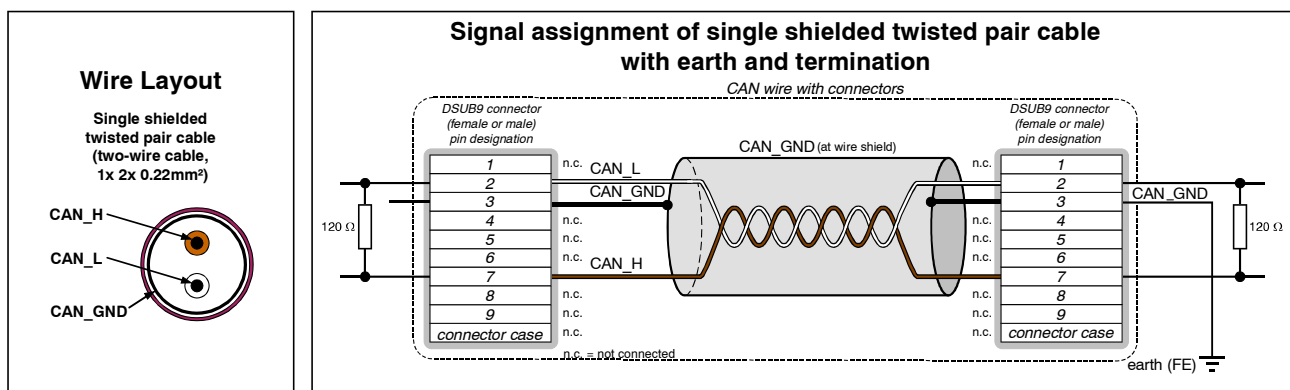 Wire Layout
Single shielded
twisted pair cable
(two-wire cable,
1x 2x 0.22mm²)
CAN_H
CAN_L
CAN_GND
Signal assignment of single shielded twisted pair cable
with earth and termination
CAN wire with connectors
DSUB9 connector
(female or male)
pin designation
1
2
3
4
5
6
7
8
9
connector case
120 Ω
n.c.
n.c.
n.c.
n.c.
n.c.
n.c.
n.c.
n.c. = not connected
CAN_L
CAN_GND
CAN_H
CAN_GND (at wire shield)
DSUB9 connector
(female or male)
pin designation
n.c.
n.c.
n.c.
n.c.
n.c.
n.c.
n.c.
1
2
3
4
5
6
7
8
9
connector case
CAN_GND
120 Ω
earth (FE)